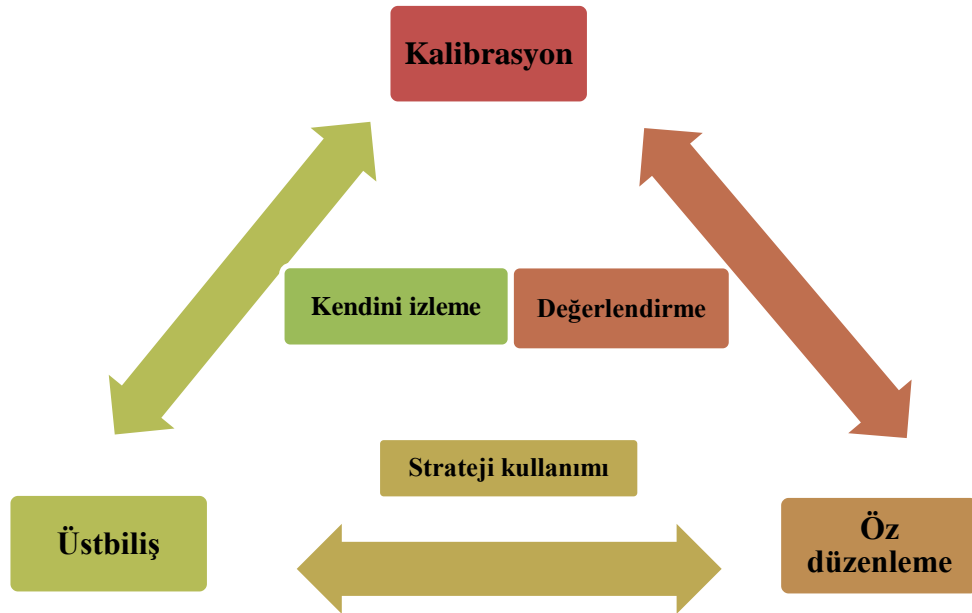 Kalibrasyon
Kendini izleme
Değerlendirme
Strateji kullanımı
Üstbiliş
Öz
düzenleme